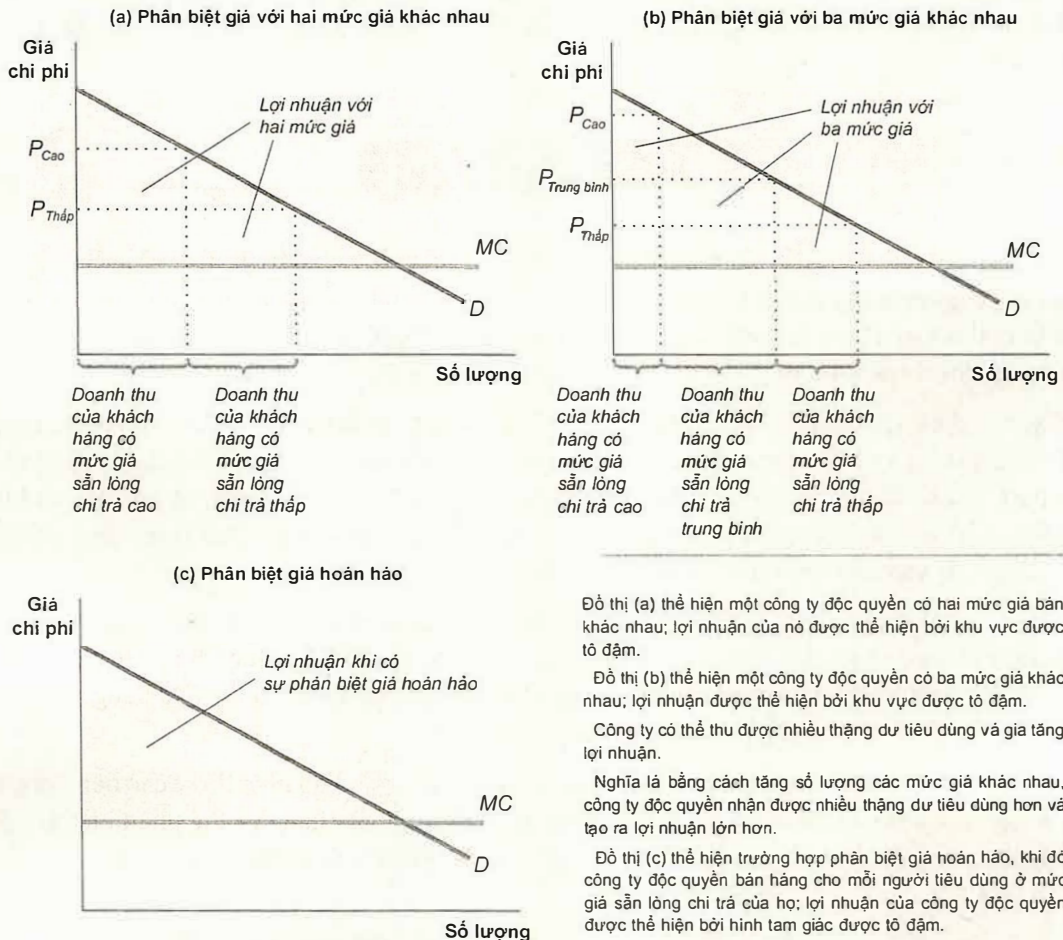 (a) Phân biệt giá với hai mức giá khác nhau
Giá
chi phí
Lợi nhuận với
hai mức giá
P Cao
P Thấp
MC
D
Số lượng
Doanh thu
của khách
hàng có
mức giá
sẵn lòng
chi trả cao
Doanh thu
của khách
hàng có
mức giá
sẵn lòng
chi trả thấp
(b) Phân biệt giá với ba mức giá khác nhau
Giá
chi phí
Lợi nhuận với
ba mức giá
P Cao
P Trung bình
P Thấp
MC
D
Số lượng
Doanh thu
của khách
hàng có
mức giá
sẵn lòng
chi trả cao
Doanh thu
của khách
hàng có
mức giá
sẵn lòng
chi trả
trung bình
Doanh thu
của khách
hàng có
mức giá
sẵn lòng
chi trả thấp
(c) Phân biệt giá hoàn hảo
Giá
chi phí
Lợi nhuận khi có
sự phân biệt giá hoàn hảo
MC
D
Số lượng
Đồ thị (a) thể hiện một công ty độc quyền có hai mức giá bán
khác nhau; lợi nhuận của nó được thể hiện bởi khu vực được
tô đậm.
Đồ thị (b) thể hiện một công ty độc quyền có ba mức giá khác
nhau; lợi nhuận được thể hiện bởi khu vực được tô đậm.
Công ty có thể thu được nhiều thặng dư tiêu dùng và gia tăng
lợi nhuận.
Nghĩa là bằng cách tăng số lượng các mức giá khác nhau,
công ty độc quyền nhận được nhiều thặng dư tiêu dùng hơn và
tạo ra lợi nhuận lớn hơn.
Đồ thị (c) thể hiện trường hợp phân biệt giá hoàn hảo, khi đó
công ty độc quyền bán hàng cho mỗi người tiêu dùng ở mức
giá sẵn lòng chi trả của họ; lợi nhuận của công ty độc quyền
được thể hiện bởi hình tam giác được tô đậm.